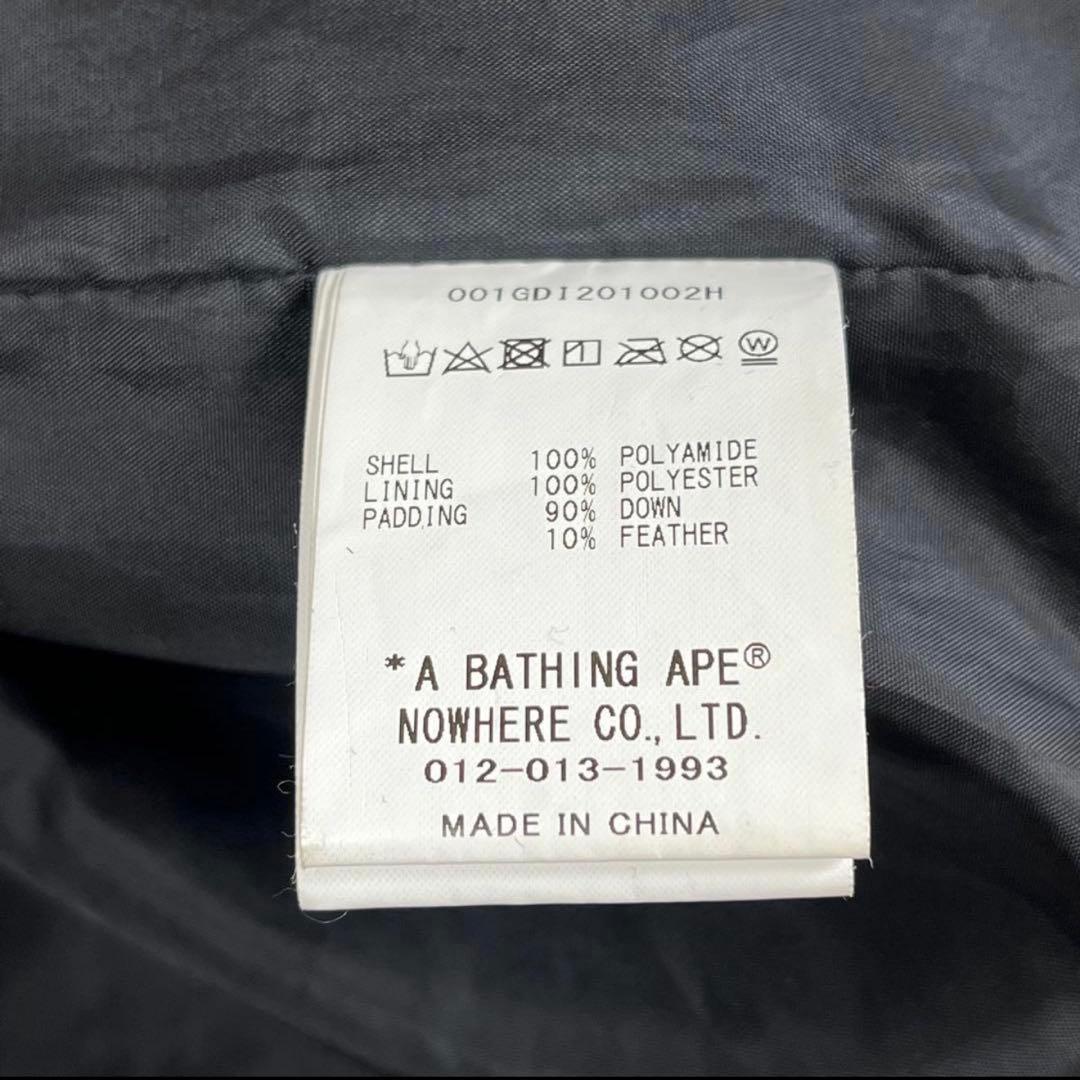 001GDI201002H
SHELL 100% POLYAMIDE
LINING 100% POLYESTER
PADDING 90% DOWN
10% FEATHER
*A BATHING APE®
NOWHERE CO., LTD.
012-013-1993
MADE IN CHINA